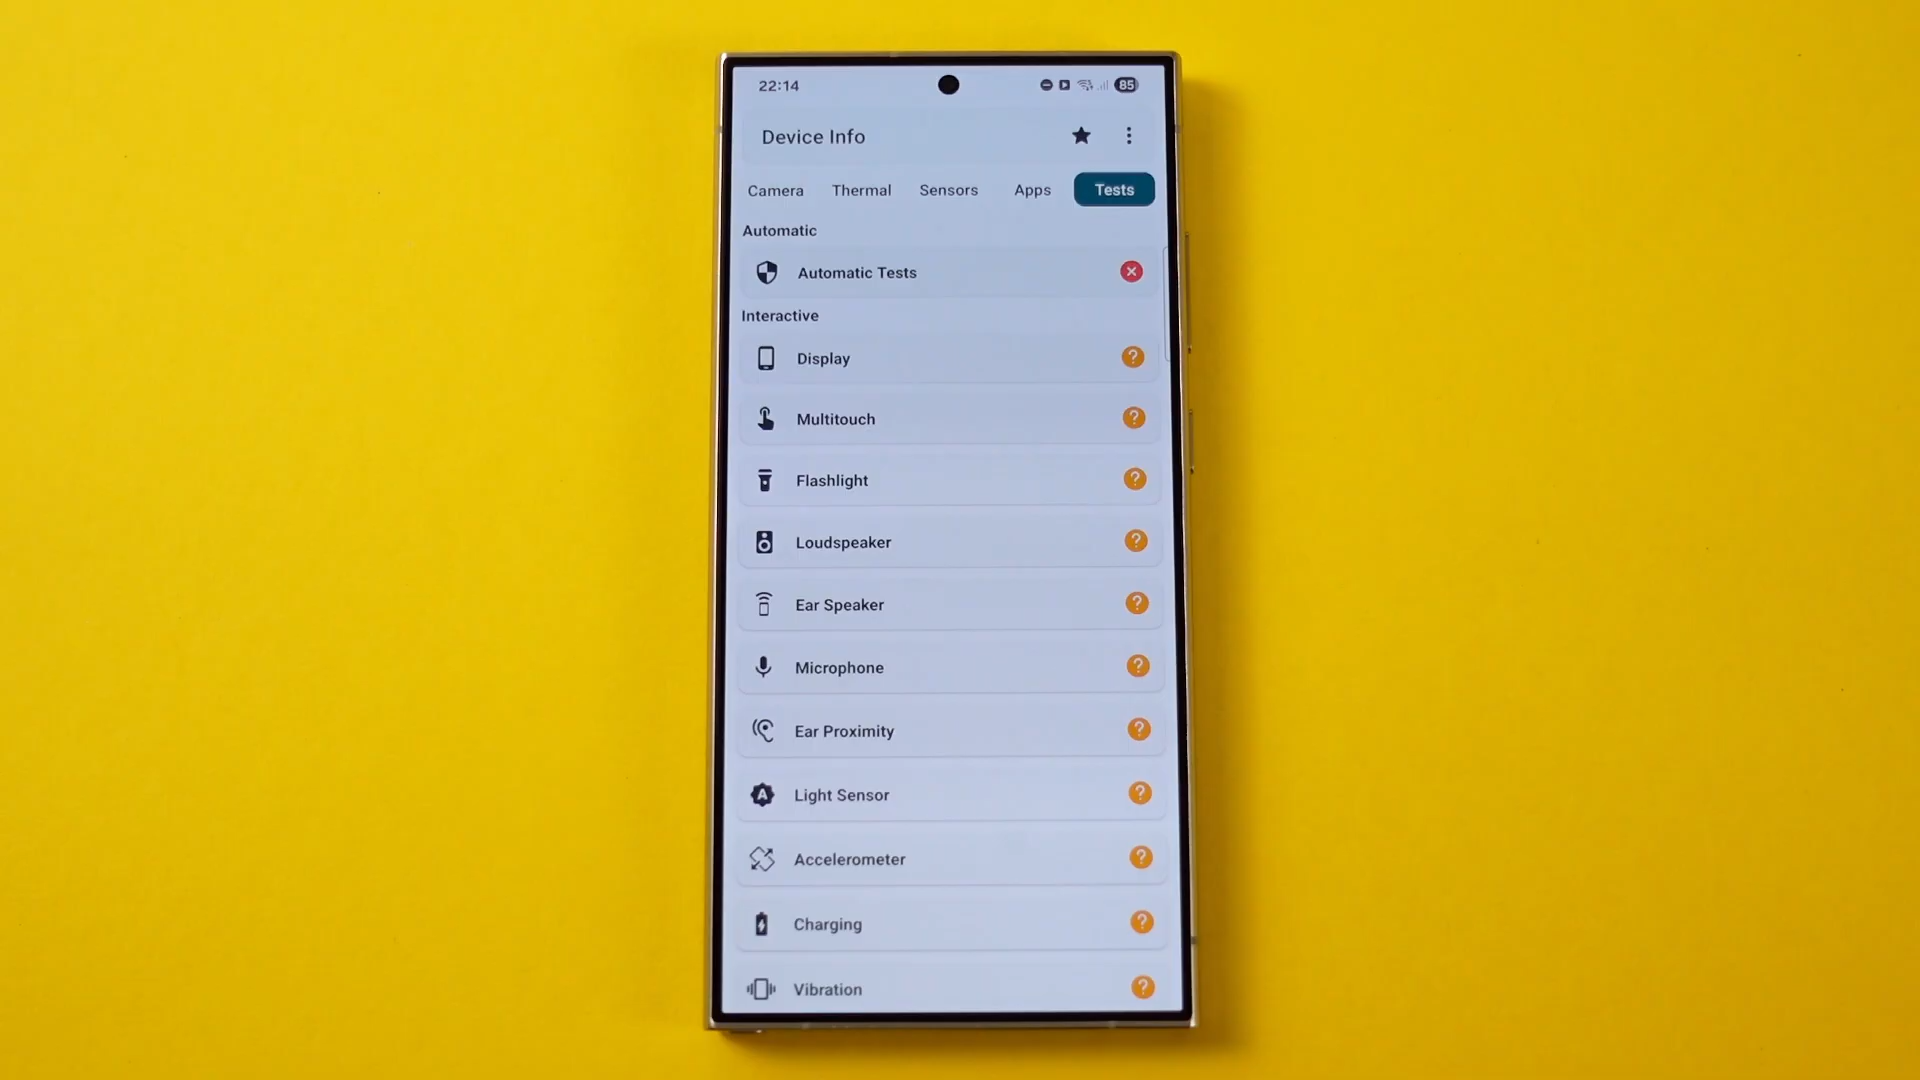 22:14
85
Device Info
Camera Thermal Sensors Apps Tests
Automatic
Automatic Tests
Interactive
Display
Multitouch
Flashlight
Loudspeaker
Ear Speaker
Microphone
Ear Proximity
Light Sensor
Accelerometer
Charging
Vibration